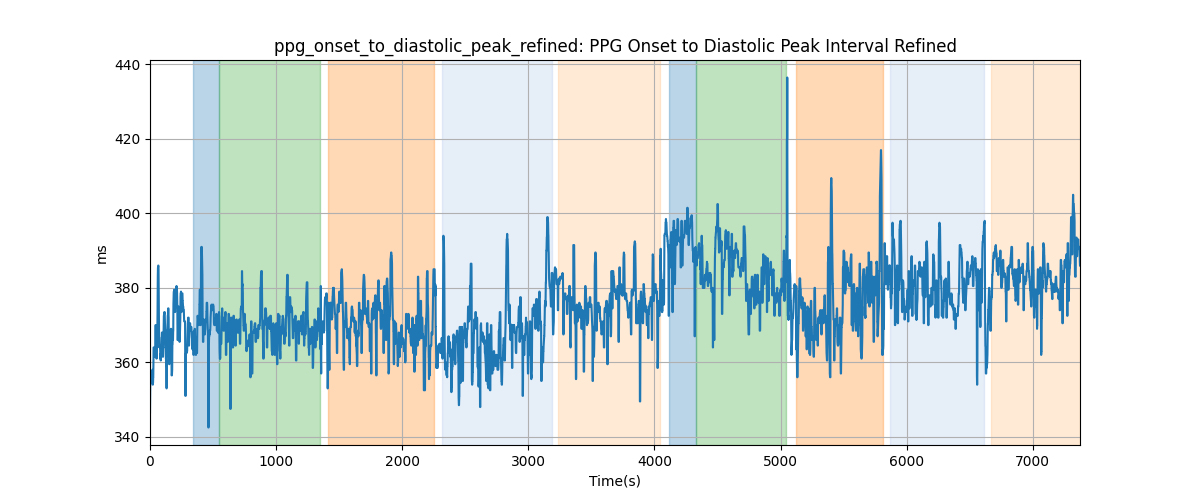 ppg_onset_to_diastolic_peak_refined: PPG Onset to Diastolic Peak Interval Refined
440
420
400
380
360
340
ms
0 1000 2000 3000 4000 5000 6000 7000
Time(s)